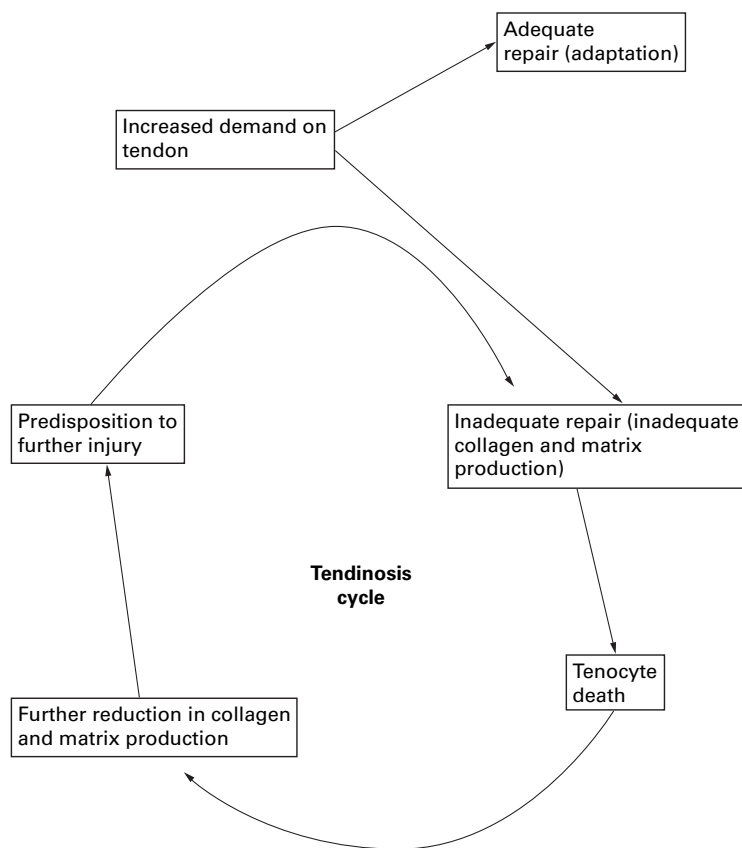 Adequate
repair (adaptation)
Increased demand on
tendon
Predisposition to
further injury
Inadequate repair (inadequate
collagen and matrix
production)
Tendinosis
cycle
Tenocyte
death
Further reduction in collagen
and matrix production